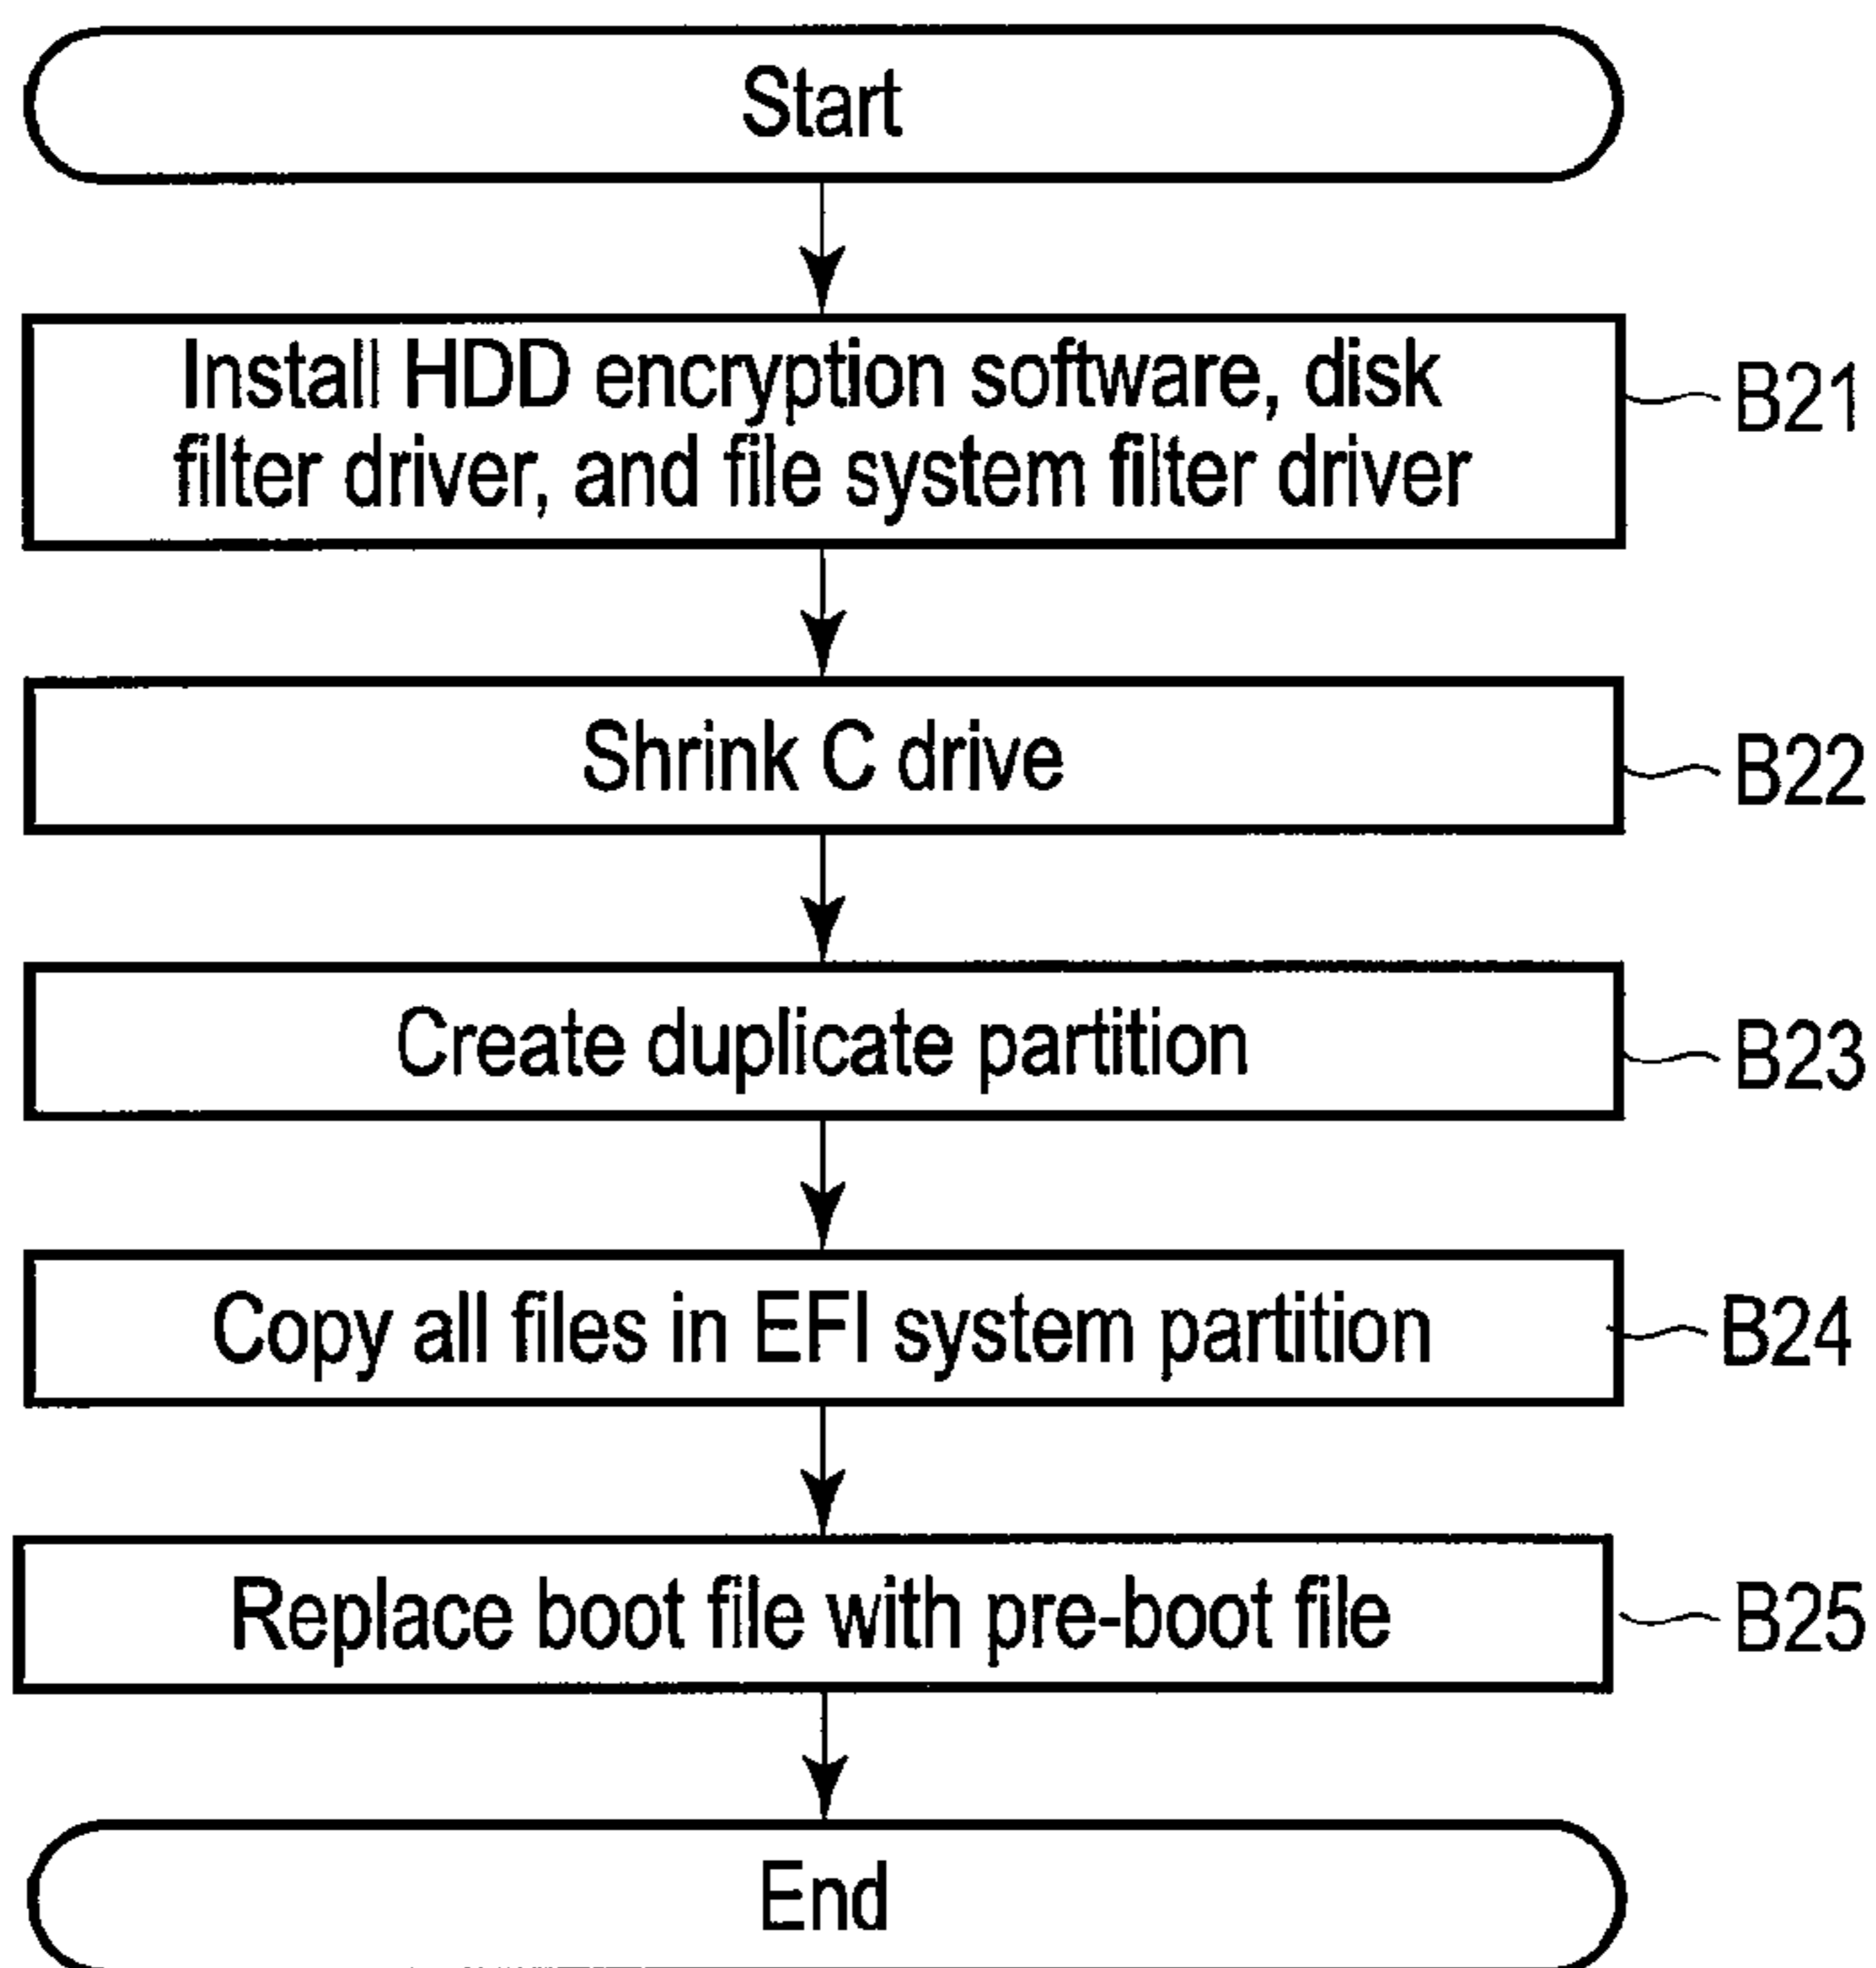 Start
Install HDD encryption software, disk
filter driver, and file system filter driver
B21
Shrink C drive
B22
Create duplicate partition
B23
Copy all files in EFI system partition
B24
Replace boot file with pre-boot file
B25
End